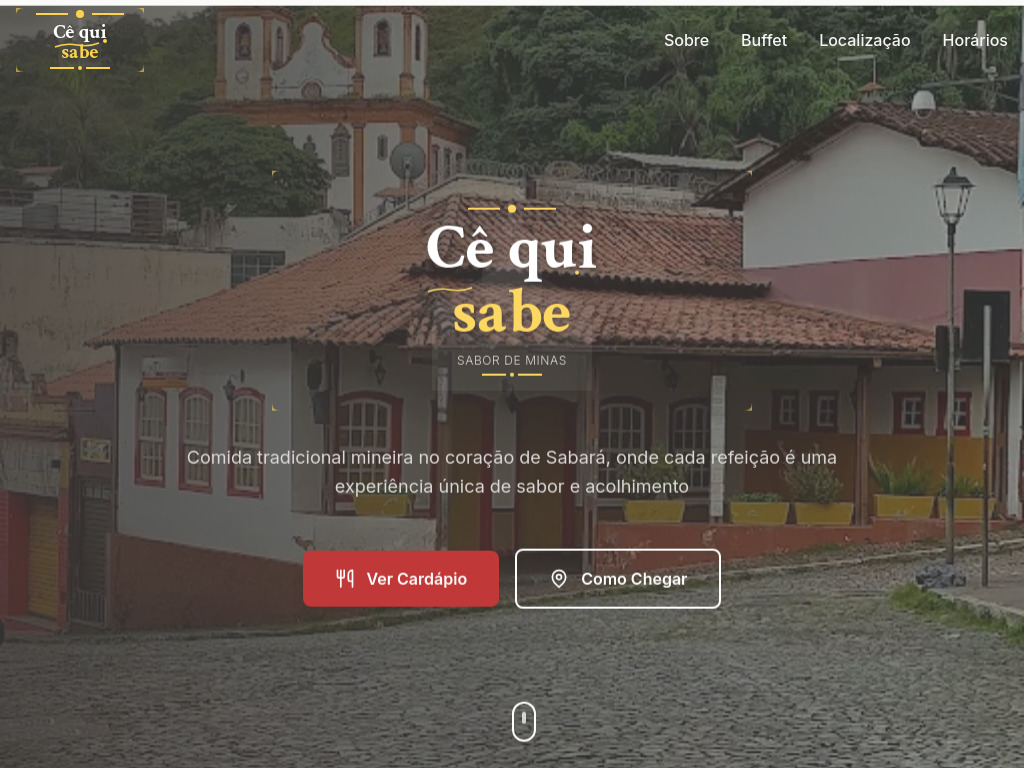 Cê qui
sabe
Sobre
Buffet
Localização
Horários
Cê qui
sabe
SABOR DE MINAS
Comida tradicional mineira no coração de Sabará, onde cada refeição é uma
experiência única de sabor e acolhimento
Ver Cardápio
Como Chegar